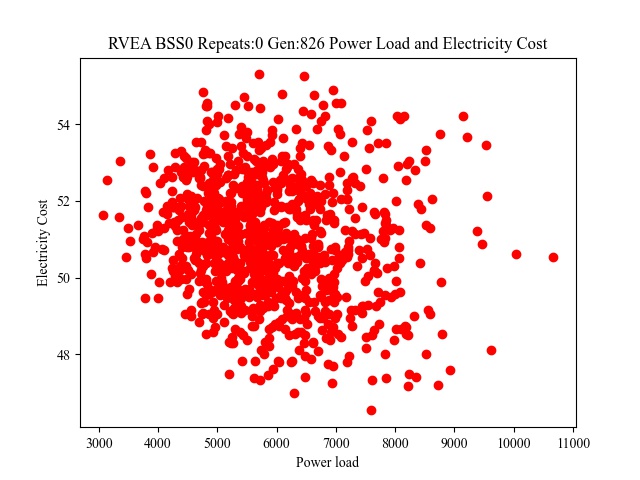 RVEA BSS0 Repeats:0 Gen:826 Power Load and Electricity Cost
54
52
50
48
Electricity Cost
3000 4000 5000 6000 7000 8000 9000 10000 11000
Power load